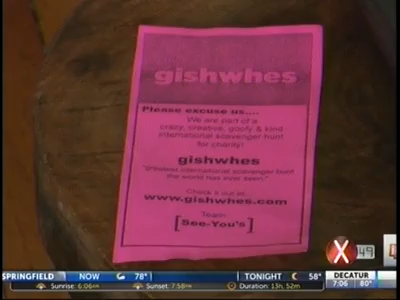 gishwhes
Please excuse us....
We are part of a
crazy, creative, goofy & kind
international scavenger hunt
for charity!
gishwhes
"greatest international scavenger hunt
the world has ever seen."
Check it out at...
www.gishwhes.com
Team:
[See-You's]
X 49
SPRINGFIELD NOW 78° TONIGHT 58° DECATUR
Sunrise: 6:06am Sunset: 7:58pm Duration: 13h, 52m 7:06 80°